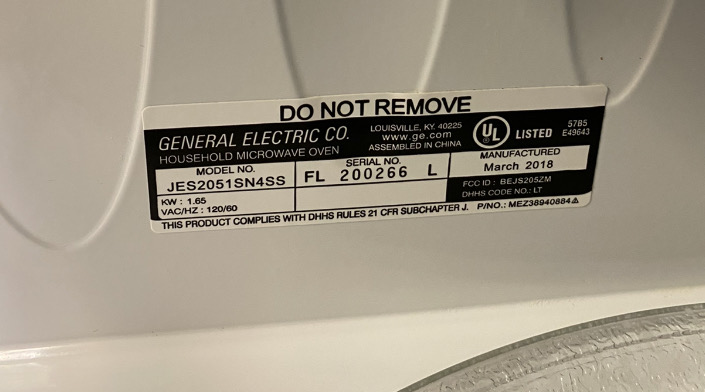 DO NOT REMOVE
GENERAL ELECTRIC CO.
HOUSEHOLD MICROWAVE OVEN
LOUISVILLE, KY. 40225
www.ge.com
ASSEMBLED IN CHINA
UL LISTED
57B5
E49643
MODEL NO.
JES2051SN4SS
SERIAL NO.
FL 200266 L
MANUFACTURED
March 2018
KW : 1.65
VAC/HZ : 120/60
FCC ID : BEJS205ZM
DHHS CODE NO.: LT
THIS PRODUCT COMPLIES WITH DHHS RULES 21 CFR SUBCHAPTER J. P/NO.: MEZ38940884